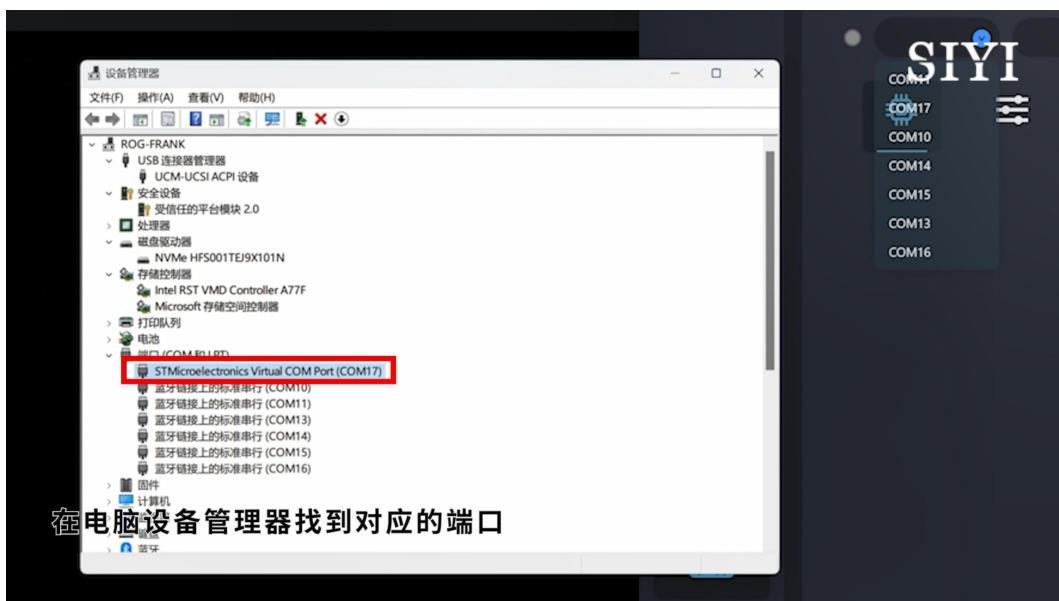 设备管理器
文件(F) 操作(A) 查看(V) 帮助(H)
ROG-FRANK
USB 连接器管理器
UCM-UCSI ACPI 设备
安全设备
受信任的平台模块 2.0
处理器
磁盘驱动器
NVMe HFS001TEJ9X101N
存储控制器
Intel RST VMD Controller A77F
Microsoft 存储空间控制器
打印队列
电池
端口 (COM 和 LPT)
STMicroelectronics Virtual COM Port (COM17)
蓝牙链接上的标准串行 (COM10)
蓝牙链接上的标准串行 (COM11)
蓝牙链接上的标准串行 (COM13)
蓝牙链接上的标准串行 (COM14)
蓝牙链接上的标准串行 (COM15)
蓝牙链接上的标准串行 (COM16)
固件
计算机
键盘
蓝牙
在电脑设备管理器找到对应的端口
SIYI
COM11
COM17
COM10
COM14
COM15
COM13
COM16